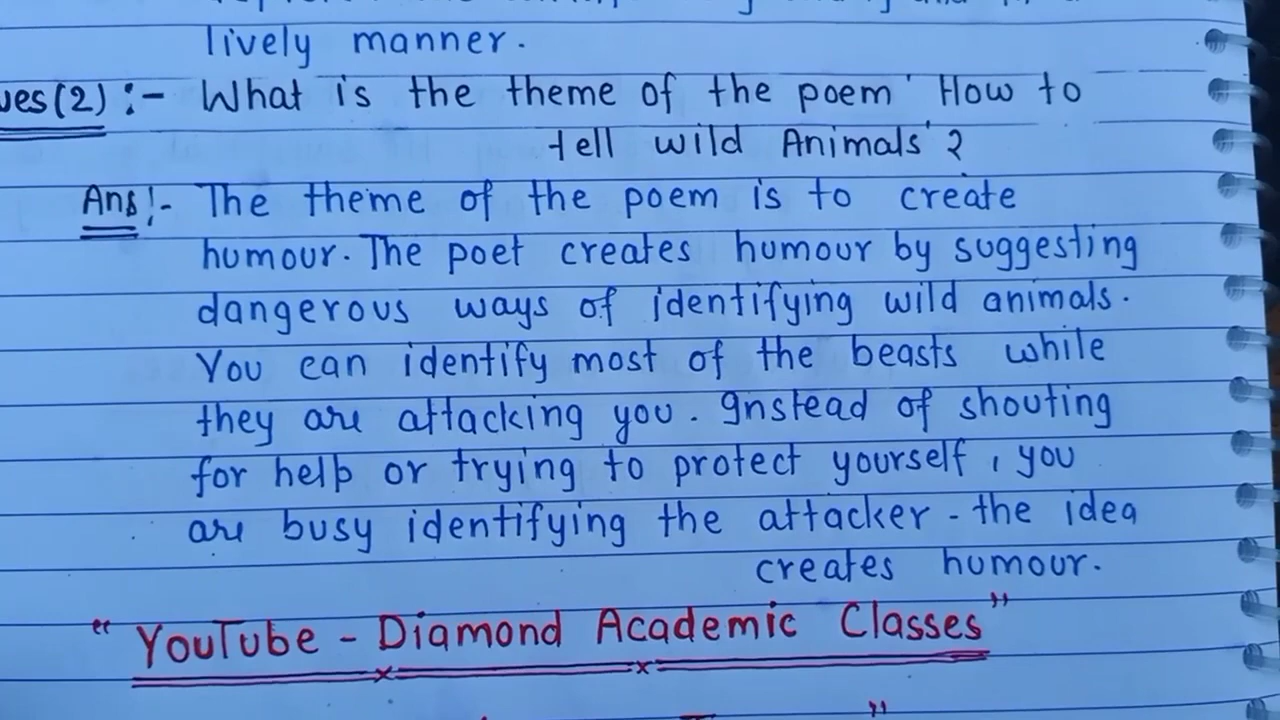 lively manner.
ues(2):- What is the theme of the poem 'How to
tell wild Animals'?
Ans:- The theme of the poem is to create
humour. The poet creates humour by suggesting
dangerous ways of identifying wild animals.
You can identify most of the beasts while
they are attacking you. Instead of shouting
for help or trying to protect yourself, you
are busy identifying the attacker - the idea
creates humour.
"YouTube - Diamond Academic Classes"